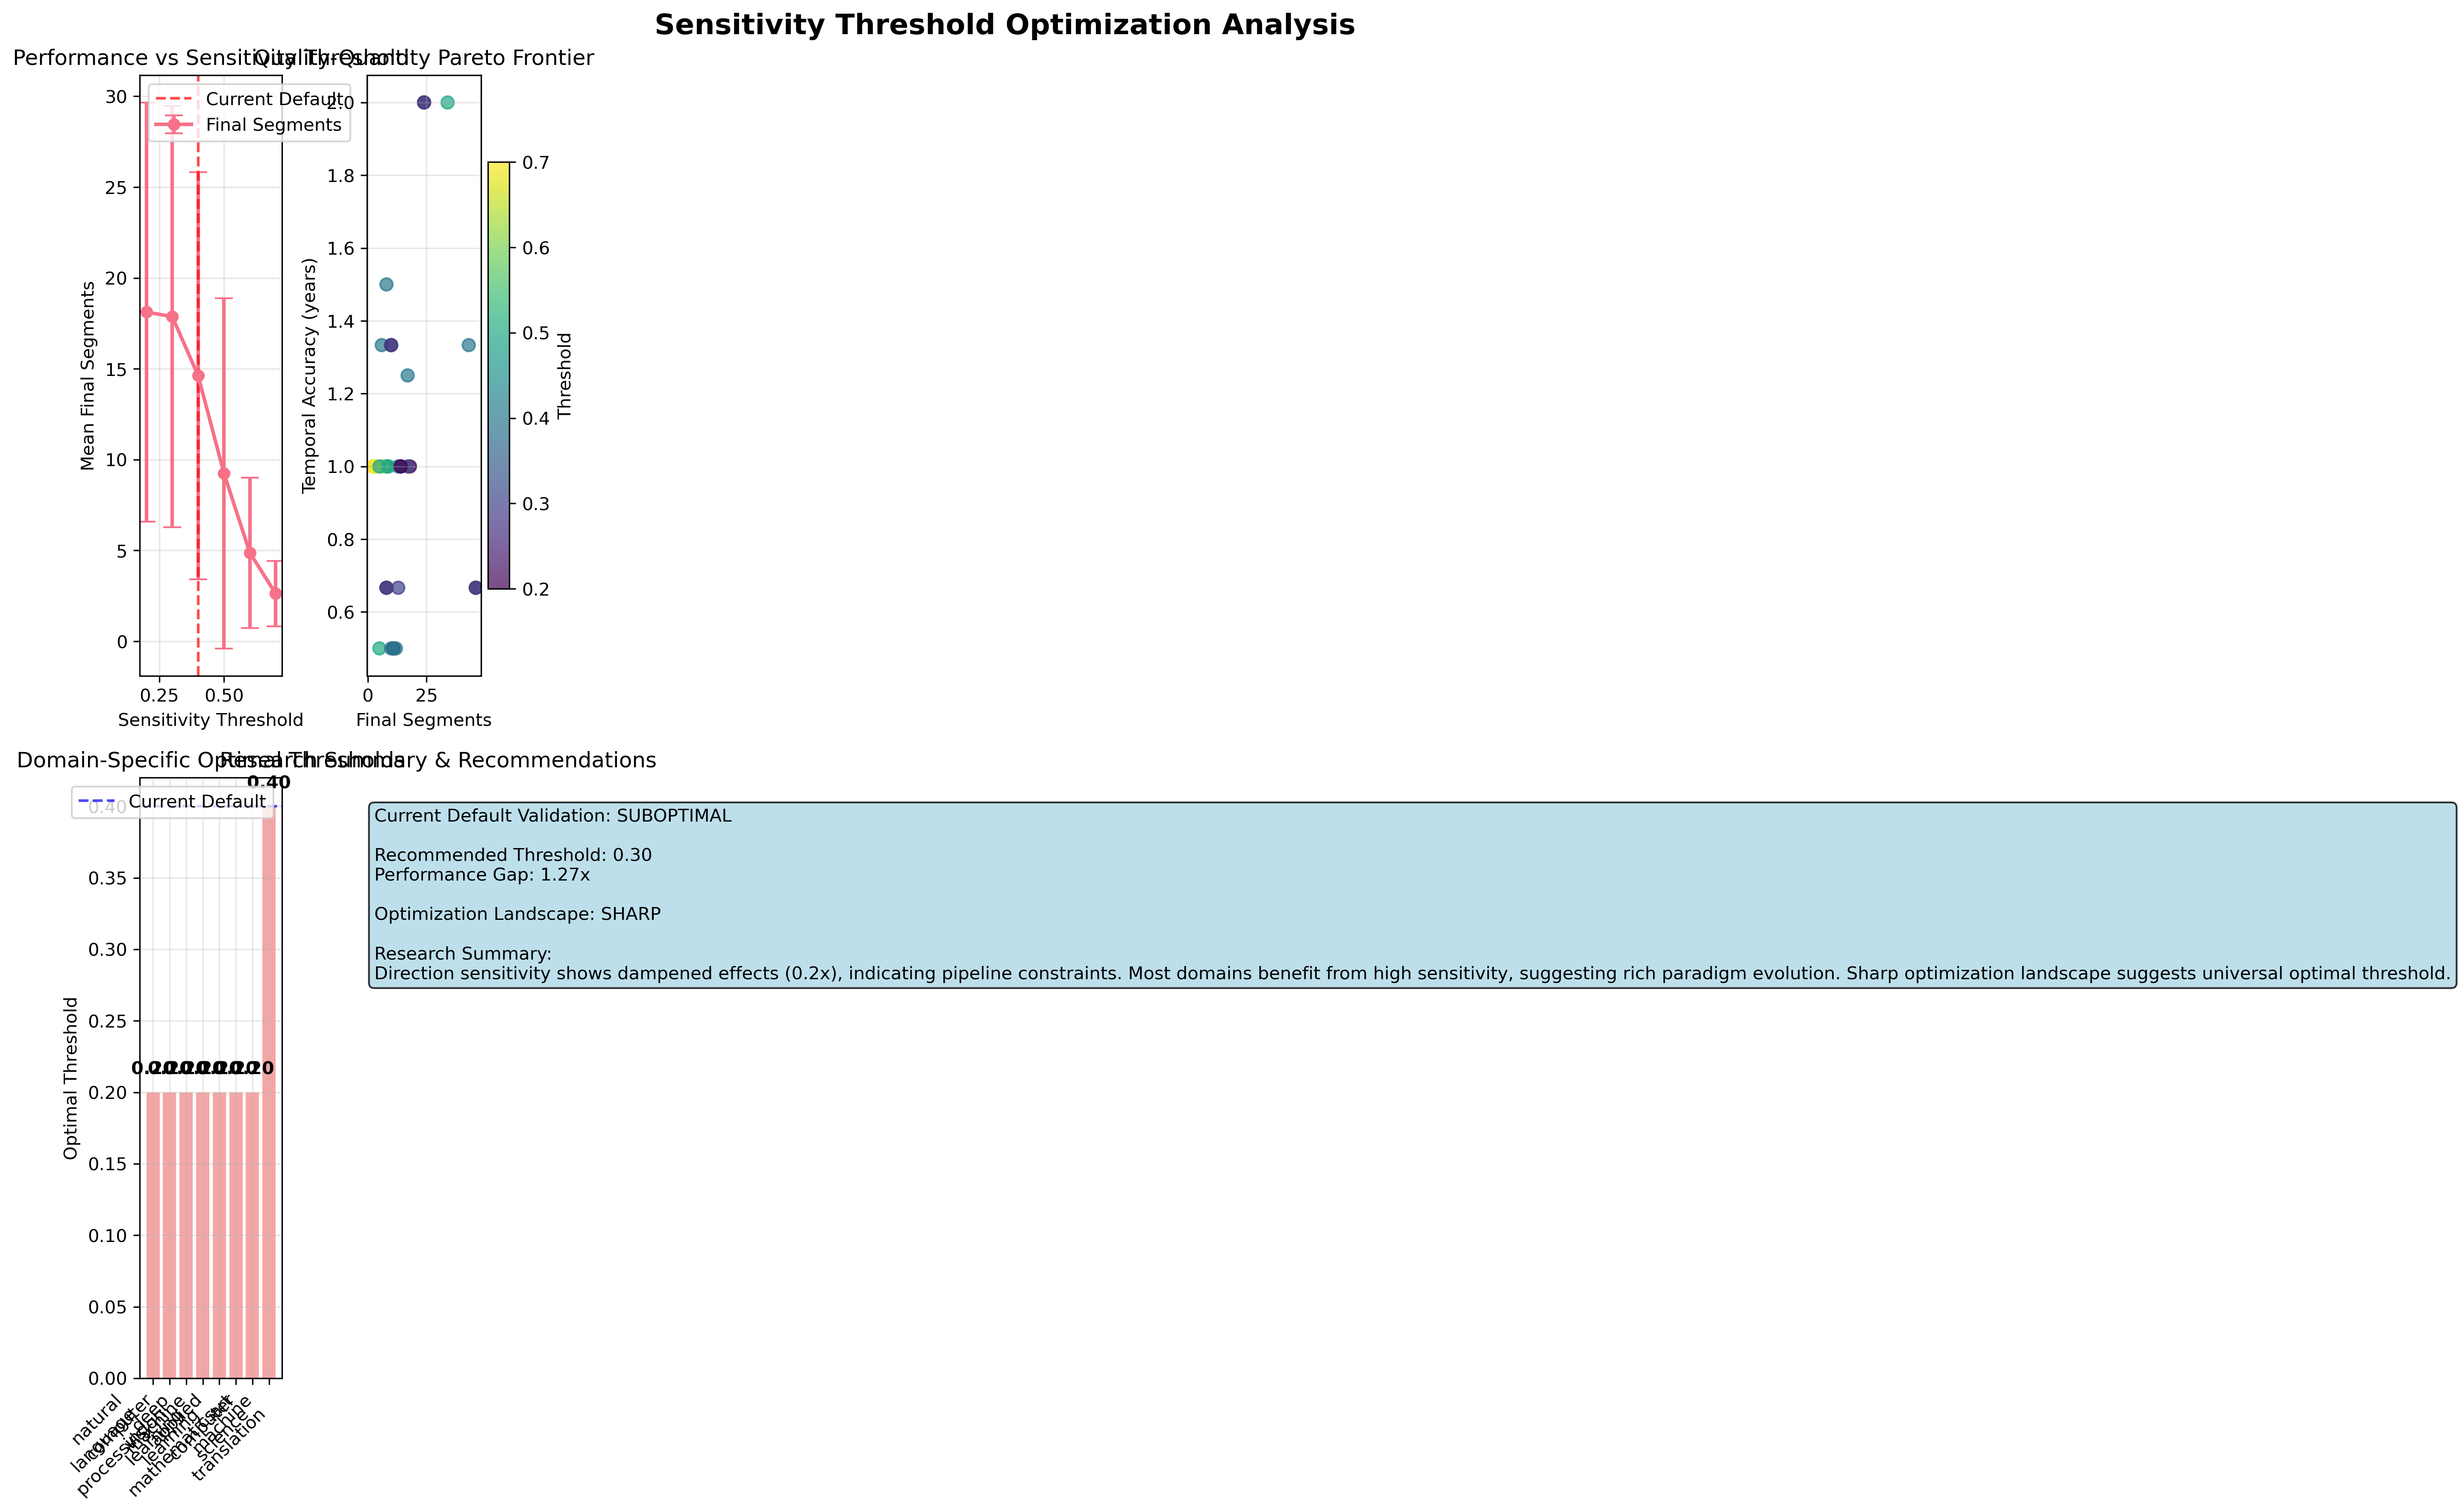 Sensitivity Threshold Optimization Analysis
Performance vs Sensitivity Threshold
Quality-Quantity Pareto Frontier
30
25
20
15
10
5
0
Mean Final Segments
Current Default
Final Segments
0.25
0.50
Sensitivity Threshold
2.0
1.8
1.6
1.4
1.2
1.0
0.8
0.6
Temporal Accuracy (years)
0
25
Final Segments
0.7
0.6
0.5
0.4
0.3
0.2
Threshold
Domain-Specific Optimal Thresholds
Research Summary & Recommendations
0.40
Current Default
0.40
0.35
0.30
0.25
0.20
0.15
0.10
0.05
0.00
Optimal Threshold
0.20
0.20
0.20
0.20
0.20
0.20
0.20
natural
language
processing
computer
deep
learning
machine
learning
applied
mathematics
computer
science
machine
translation
Current Default Validation: SUBOPTIMAL
Recommended Threshold: 0.30
Performance Gap: 1.27x
Optimization Landscape: SHARP
Research Summary:
Direction sensitivity shows dampened effects (0.2x), indicating pipeline constraints. Most domains benefit from high sensitivity, suggesting rich paradigm evolution. Sharp optimization landscape suggests universal optimal threshold.